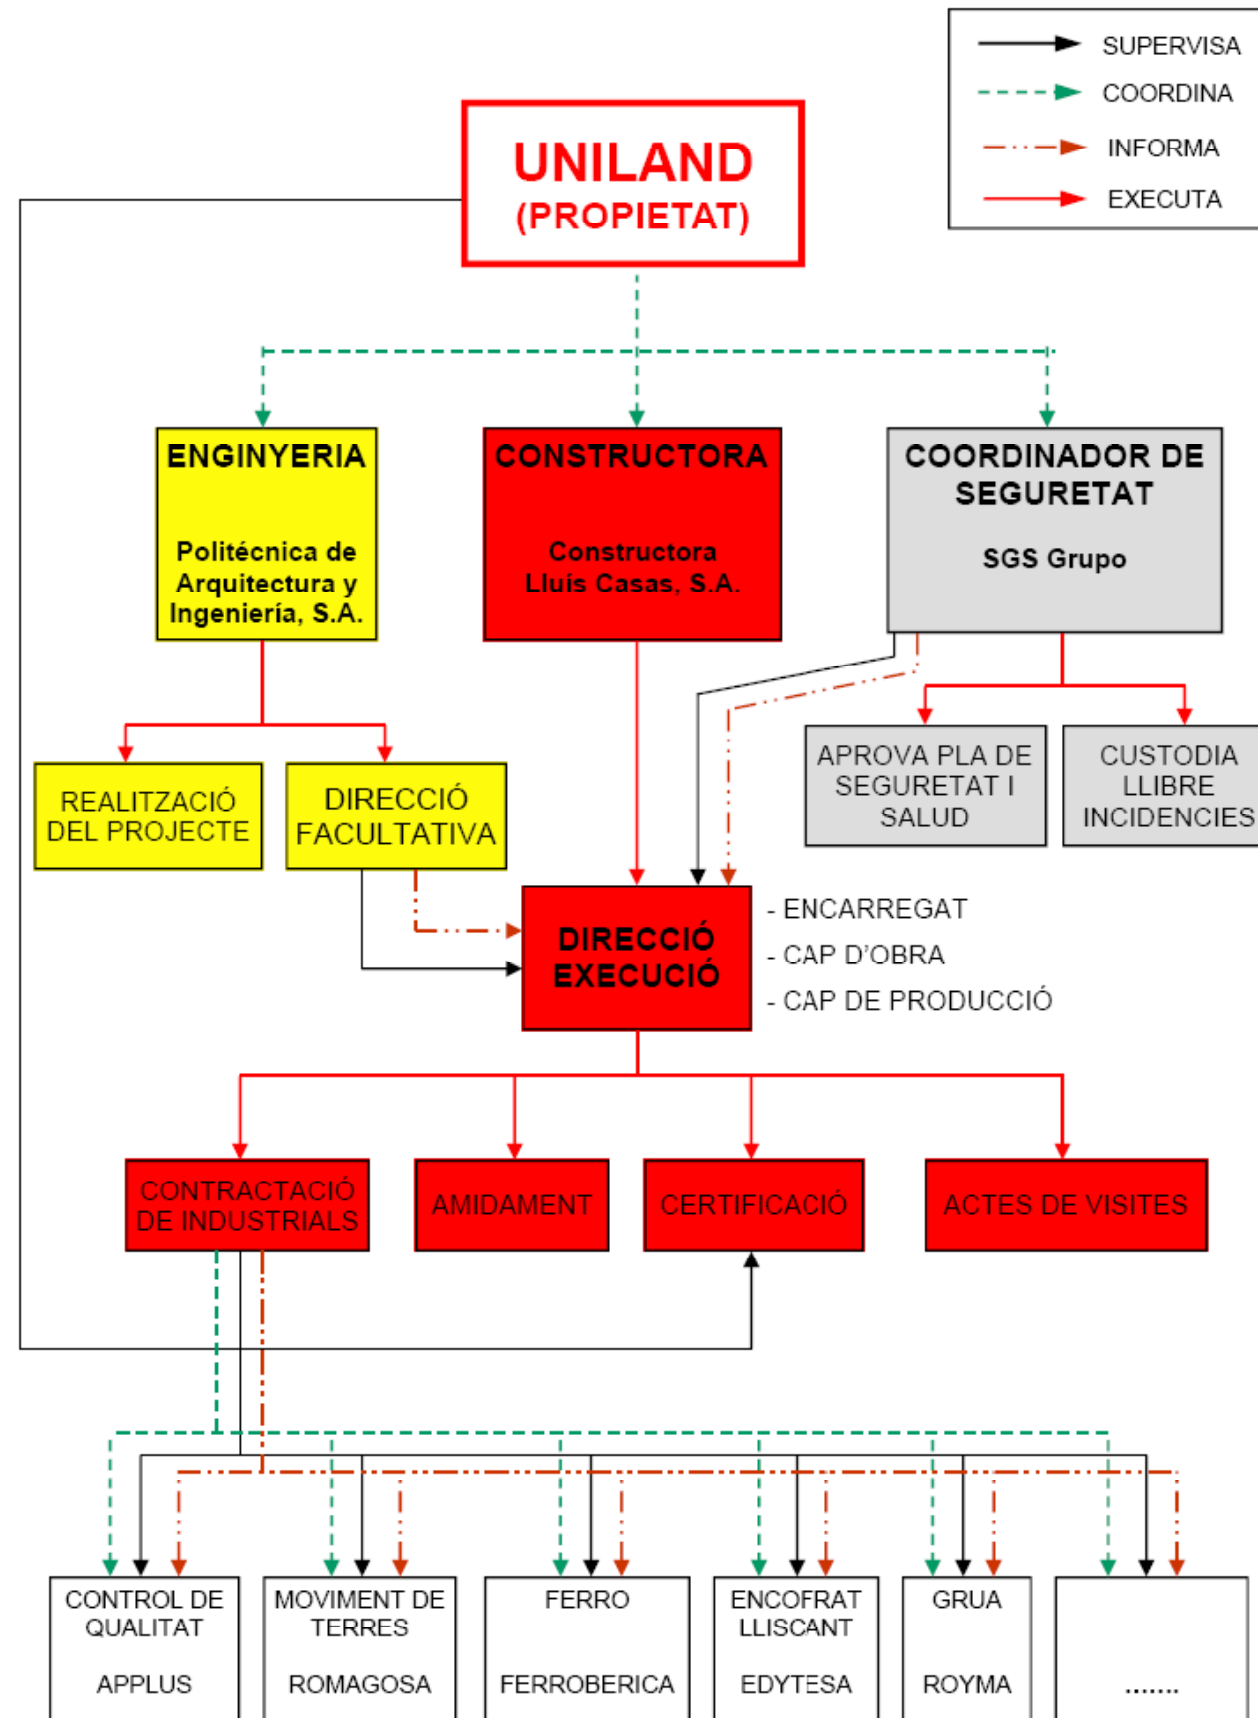 SUPERVISA
COORDINA
INFORMA
EXECUTA
UNILAND
(PROPIETAT)
ENGINYERIA
Politécnica de
Arquitectura y
Ingeniería, S.A.
CONSTRUCTORA
Constructora
Lluís Casas, S.A.
COORDINADOR DE
SEGURETAT
SGS Grupo
REALITZACIÓ
DEL PROJECTE
DIRECCIÓ
FACULTATIVA
APROVA PLA DE
SEGURETAT I
SALUD
CUSTODIA
LLIBRE
INCIDENCIES
DIRECCIÓ
EXECUCIÓ
- ENCARREGAT
- CAP D'OBRA
- CAP DE PRODUCCIÓ
CONTRACTACIÓ
DE INDUSTRIALS
AMIDAMENT
CERTIFICACIÓ
ACTES DE VISITES
CONTROL DE
QUALITAT
APPLUS
MOVIMENT DE
TERRES
ROMAGOSA
FERRO
FERROBERICA
ENCOFRAT
LLISCANT
EDYTESA
GRUA
ROYMA
.......